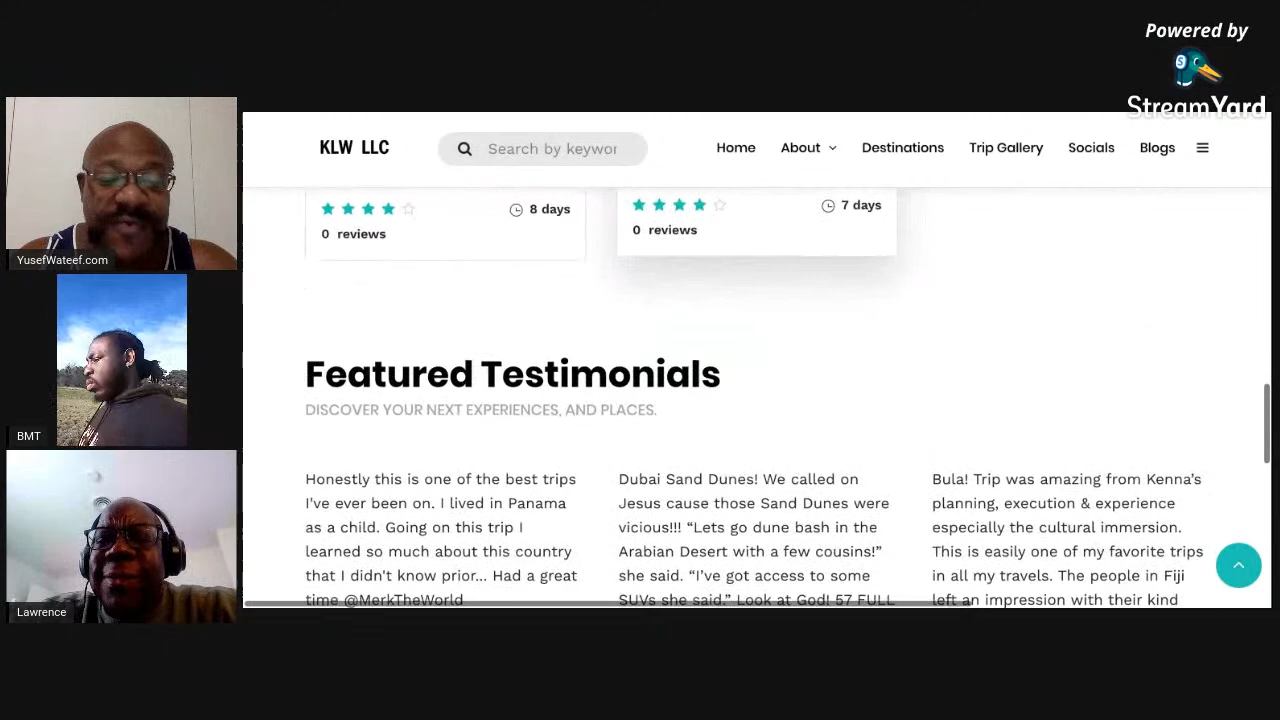 Powered by
StreamYard
KLW LLC
Search by keywor
Home
About
Destinations
Trip Gallery
Socials
Blogs
8 days
0 reviews
7 days
0 reviews
Featured Testimonials
DISCOVER YOUR NEXT EXPERIENCES, AND PLACES.
Honestly this is one of the best trips
I've ever been on. I lived in Panama
as a child. Going on this trip I
learned so much about this country
that I didn't know prior... Had a great
time @MerkTheWorld
Dubai Sand Dunes! We called on
Jesus cause those Sand Dunes were
vicious!!! “Lets go dune bash in the
Arabian Desert with a few cousins!”
she said. “I’ve got access to some
SUVs she said.” Look at God! 57 FULL
Bula! Trip was amazing from Kenna’s
planning, execution & experience
especially the cultural immersion.
This is easily one of my favorite trips
in all my travels. The people in Fiji
left an impression with their kind
YusefWateef.com
BMT
Lawrence